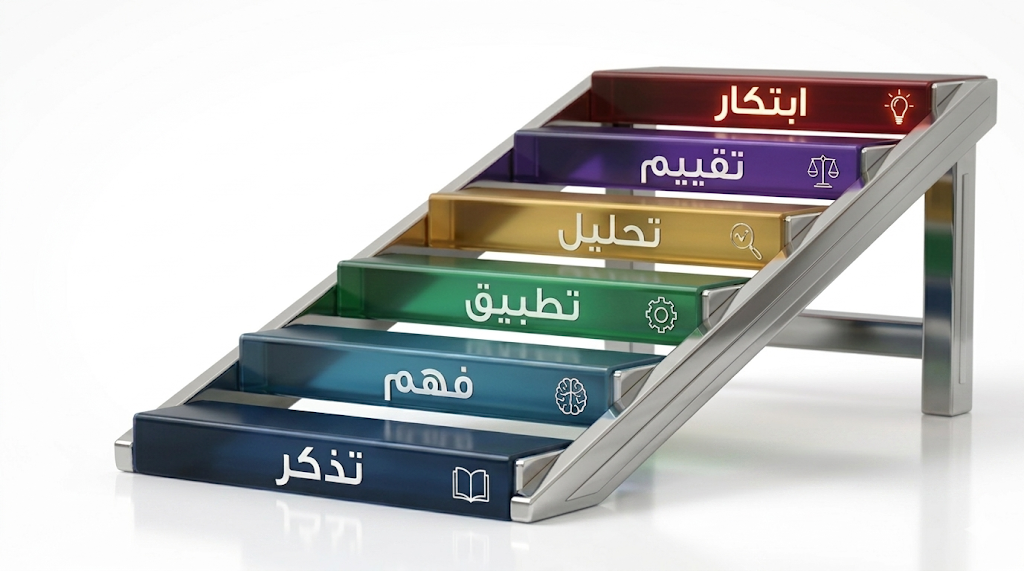 ابتكار
تقييم
تحليل
تطبيق
فهم
تذكر